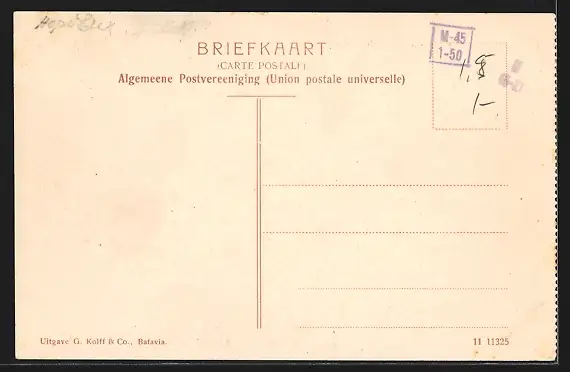 M-45
1-50
BRIEFKAART
(CARTE POSTALE)
Algemeene Postvereeniging (Union postale universelle)
1/-
Uitgave G. Kolff & Co., Batavia.
11 11325